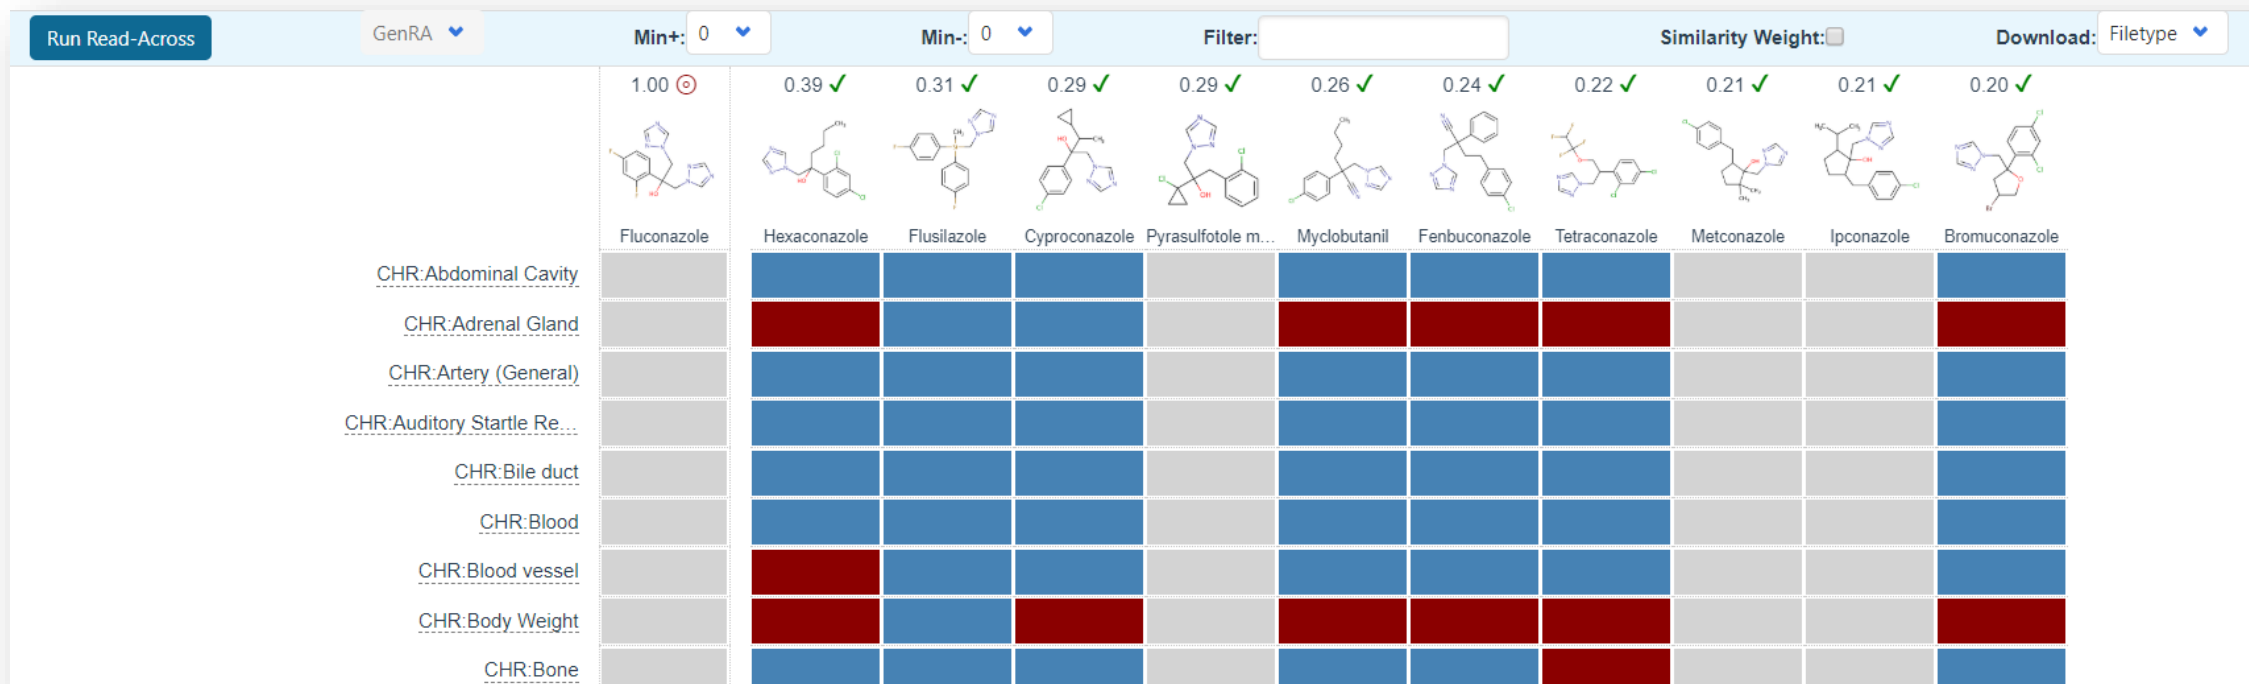 Run Read-Across GenRA Min+: 0 Min-: 0 Filter: Similarity Weight: Download: Filetype
1.00 0.39 ✓ 0.31 ✓ 0.29 ✓ 0.29 ✓ 0.26 ✓ 0.24 ✓ 0.22 ✓ 0.21 ✓ 0.21 ✓ 0.20 ✓
Fluconazole Hexaconazole Flusilazole Cyproconazole Pyrasulfotole m... Myclobutanil Fenbuconazole Tetraconazole Metconazole Ipconazole Bromuconazole
CHR:Abdominal Cavity
CHR:Adrenal Gland
CHR:Artery (General)
CHR:Auditory Startle Re...
CHR:Bile duct
CHR:Blood
CHR:Blood vessel
CHR:Body Weight
CHR:Bone